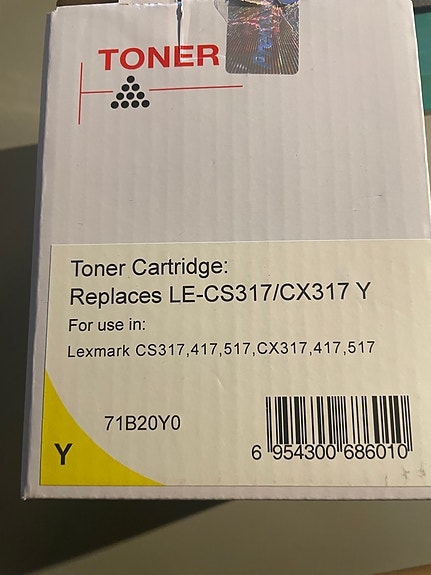 TONER
Toner Cartridge:
Replaces LE-CS317/CX317 Y
For use in:
Lexmark CS317,417,517,CX317,417,517
71B20Y0
Y
6 954300 686010